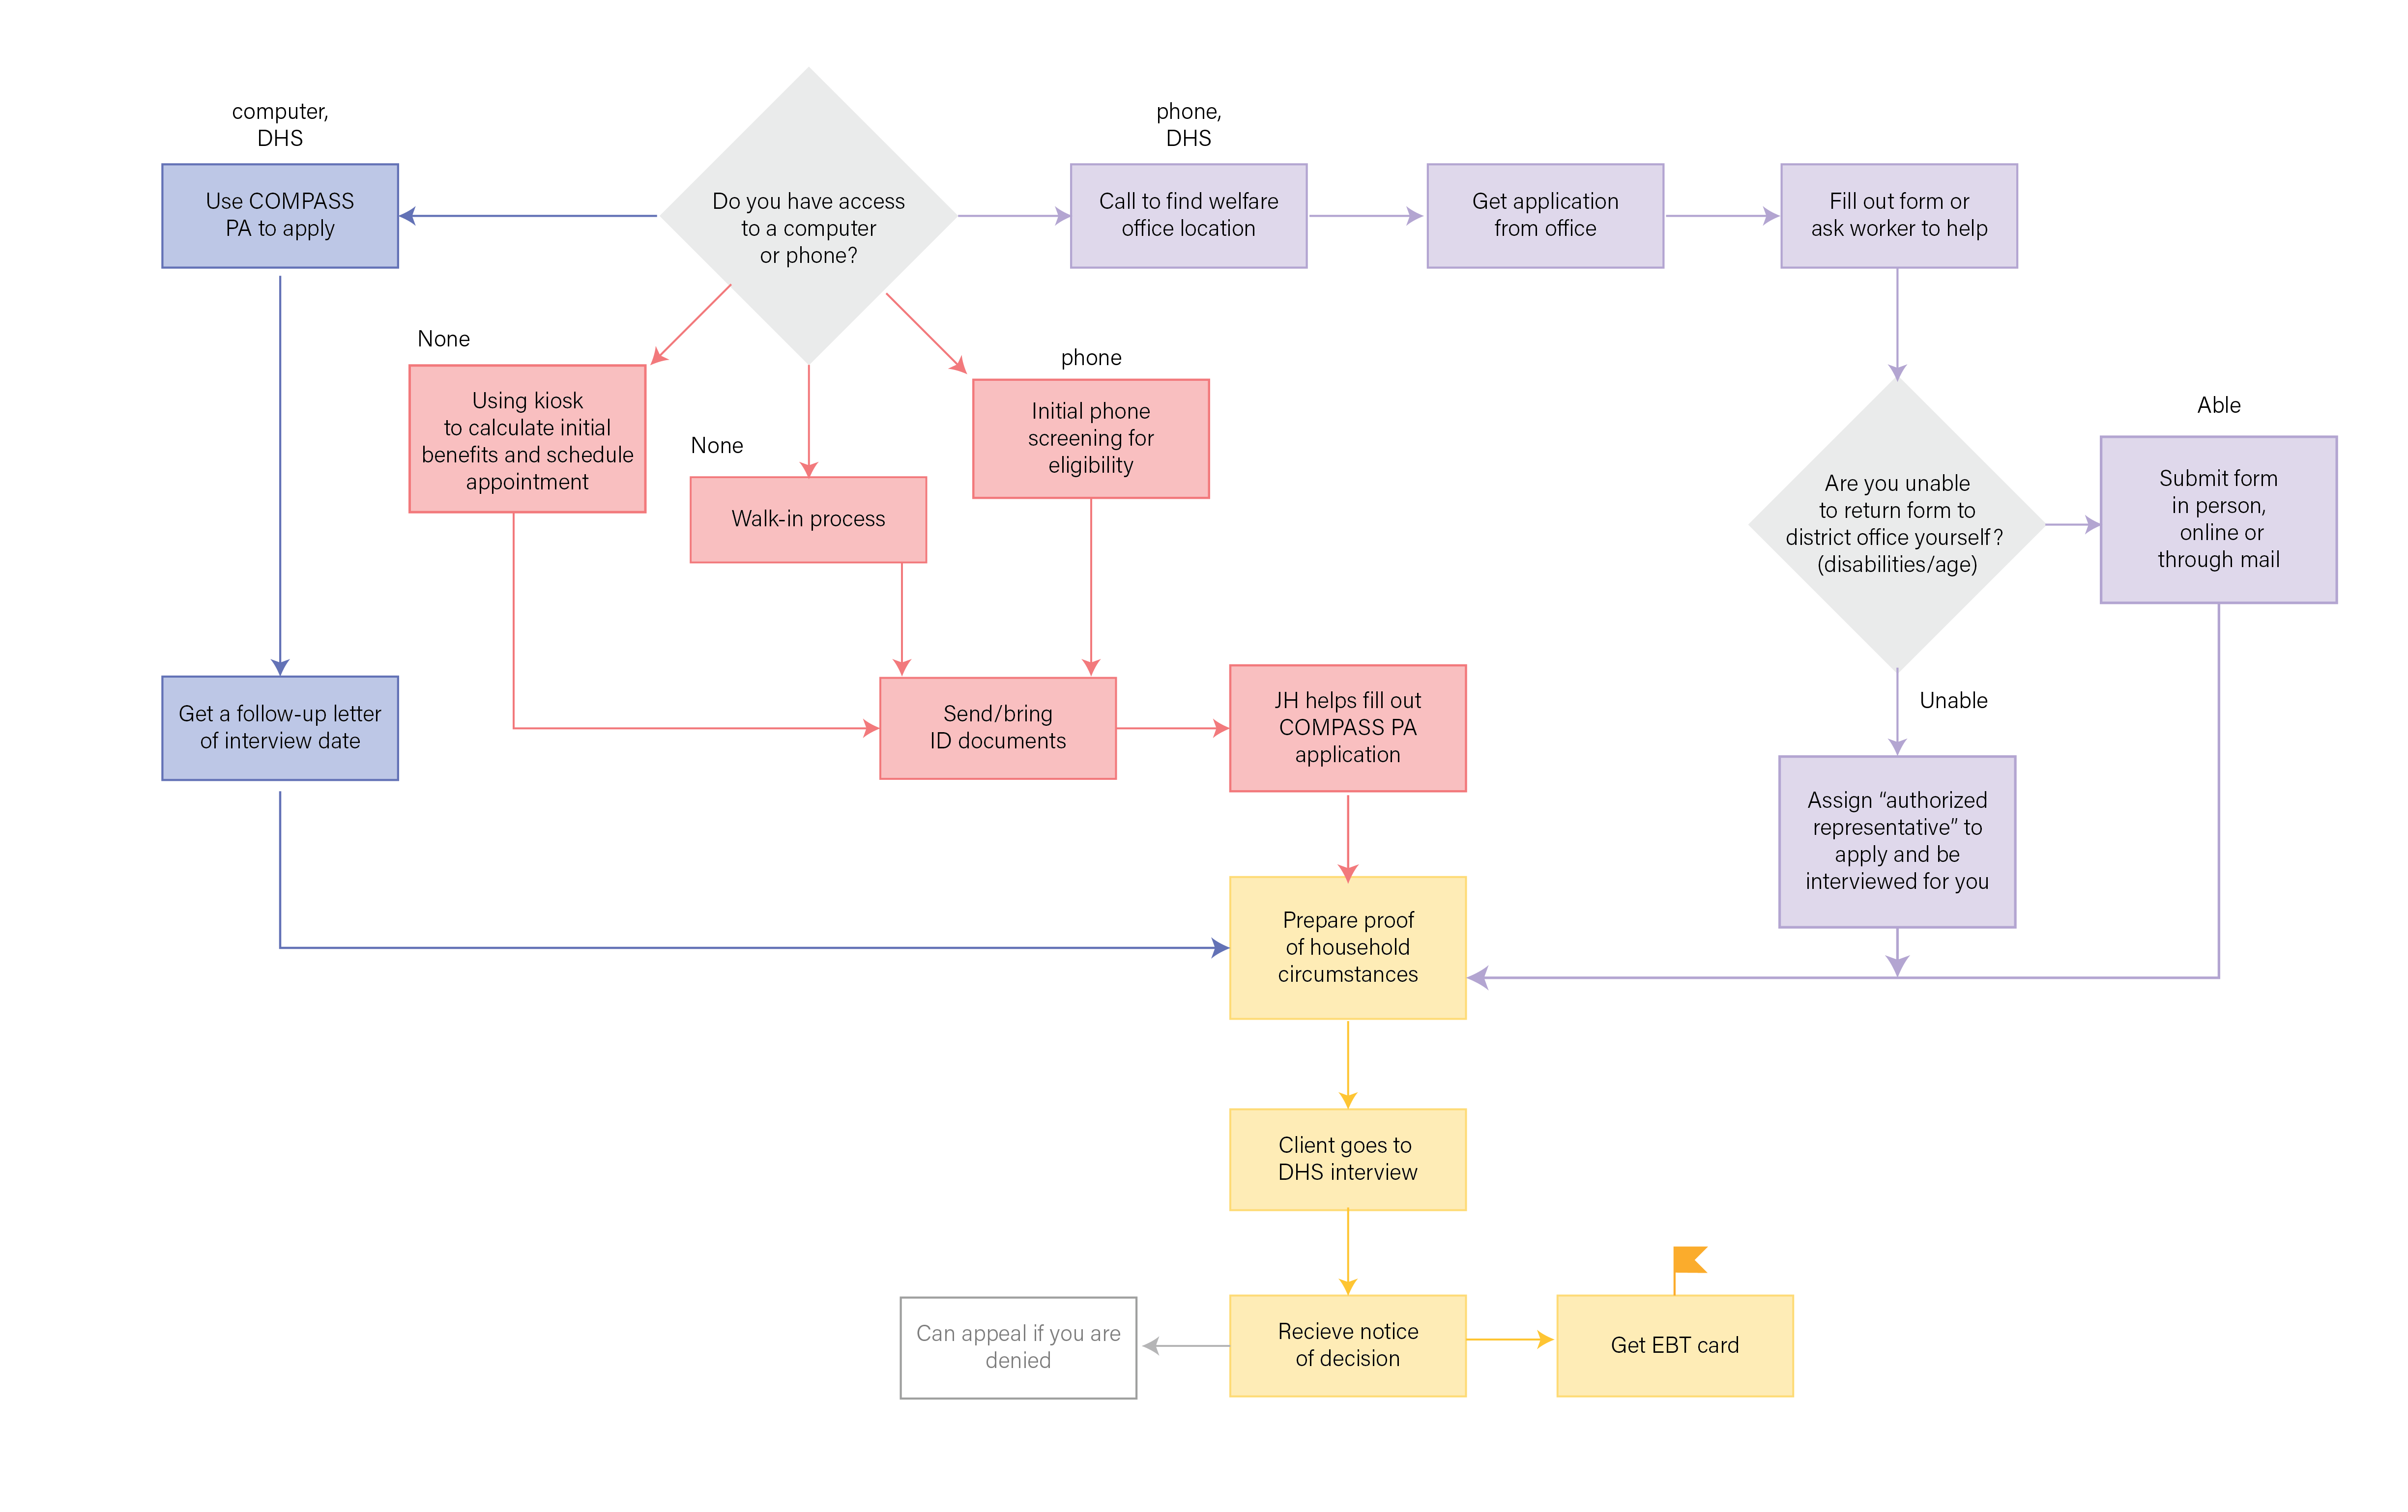 computer,
DHS
Use COMPASS
PA to apply
Do you have access
to a computer
or phone?
phone,
DHS
Call to find welfare
office location
Get application
from office
Fill out form or
ask worker to help
None
Using kiosk
to calculate initial
benefits and schedule
appointment
None
Walk-in process
phone
Initial phone
screening for
eligibility
Are you unable
to return form to
district office yourself?
(disabilities/age)
Able
Submit form
in person,
online or
through mail
Unable
Assign “authorized
representative” to
apply and be
interviewed for you
Get a follow-up letter
of interview date
Send/bring
ID documents
JH helps fill out
COMPASS PA
application
Prepare proof
of household
circumstances
Client goes to
DHS interview
Can appeal if you are
denied
Recieve notice
of decision
Get EBT card